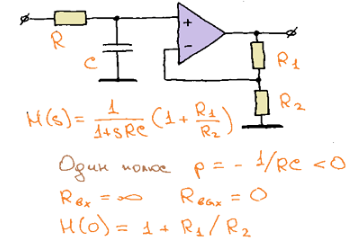 R
C
+
-
R1
R2
H(s) = 1/(1+sRC) (1 + R1/R2)
Один полюс p = - 1/RC < 0
Rвх = ∞ Rвых = 0
H(0) = 1 + R1/R2